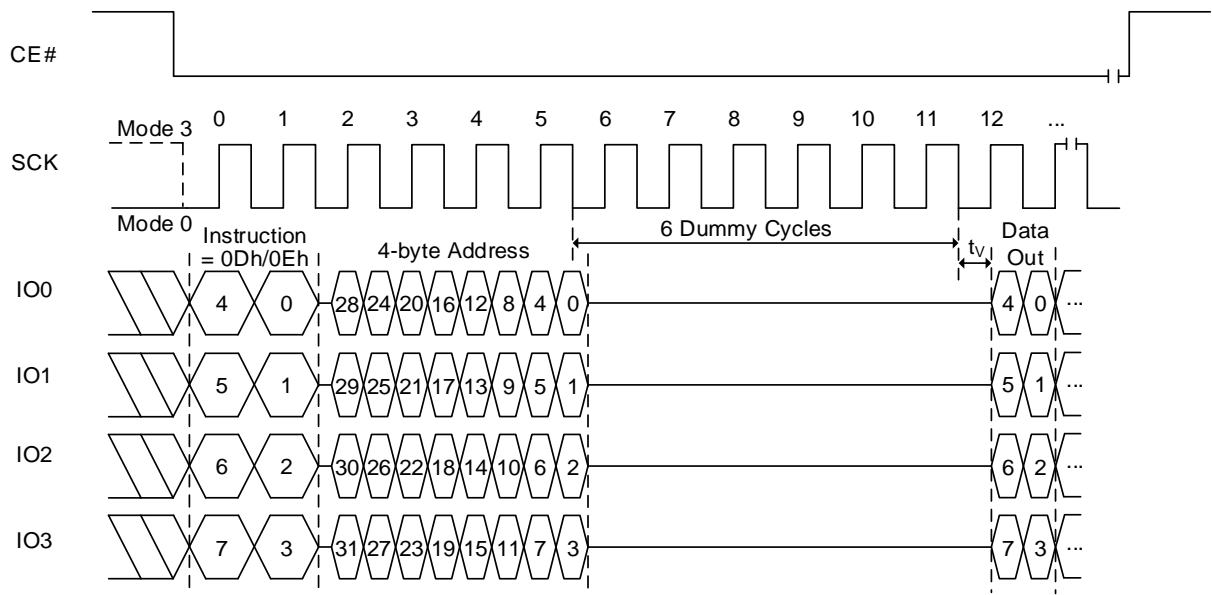 CE#
0 1 2 3 4 5 6 7 8 9 10 11 12 ...
Mode 3
SCK
Mode 0
Instruction
= 0Dh/0Eh
4-byte Address
6 Dummy Cycles
tV
Data
Out
IO0
4 0 28 24 20 16 12 8 4 0 4 0 ...
IO1
5 1 29 25 21 17 13 9 5 1 5 1 ...
IO2
6 2 30 26 22 18 14 10 6 2 6 2 ...
IO3
7 3 31 27 23 19 15 11 7 3 7 3 ...